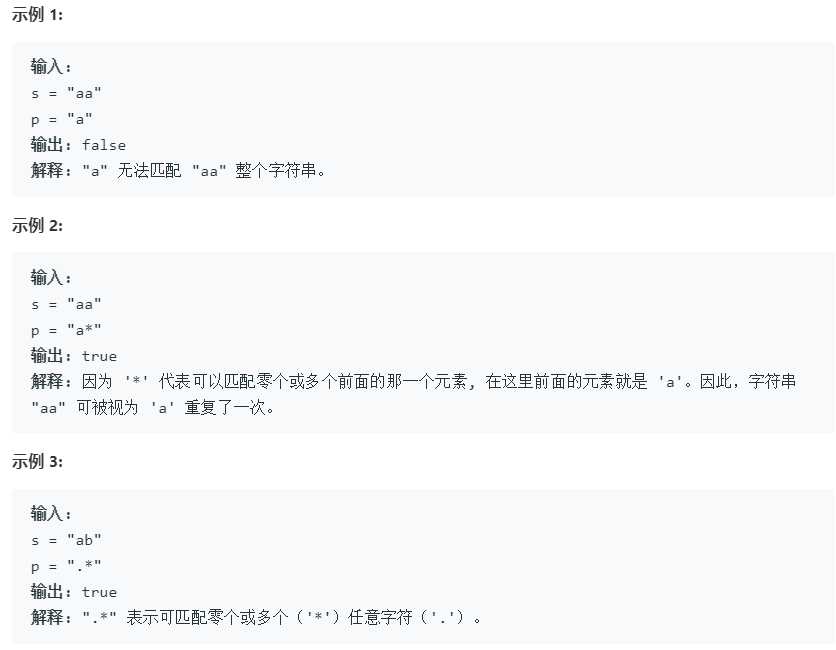 示例 1:
输入:
s = "aa"
p = "a"
输出: false
解释: "a" 无法匹配 "aa" 整个字符串。
示例 2:
输入:
s = "aa"
p = "a*"
输出: true
解释: 因为 '*' 代表可以匹配零个或多个前面的那一个元素, 在这里前面的元素就是 'a'。因此，字符串
"aa" 可被视为 'a' 重复了一次。
示例 3:
输入:
s = "ab"
p = ".*"
输出: true
解释: ".*" 表示可匹配零个或多个（'*'）任意字符（'.'）。